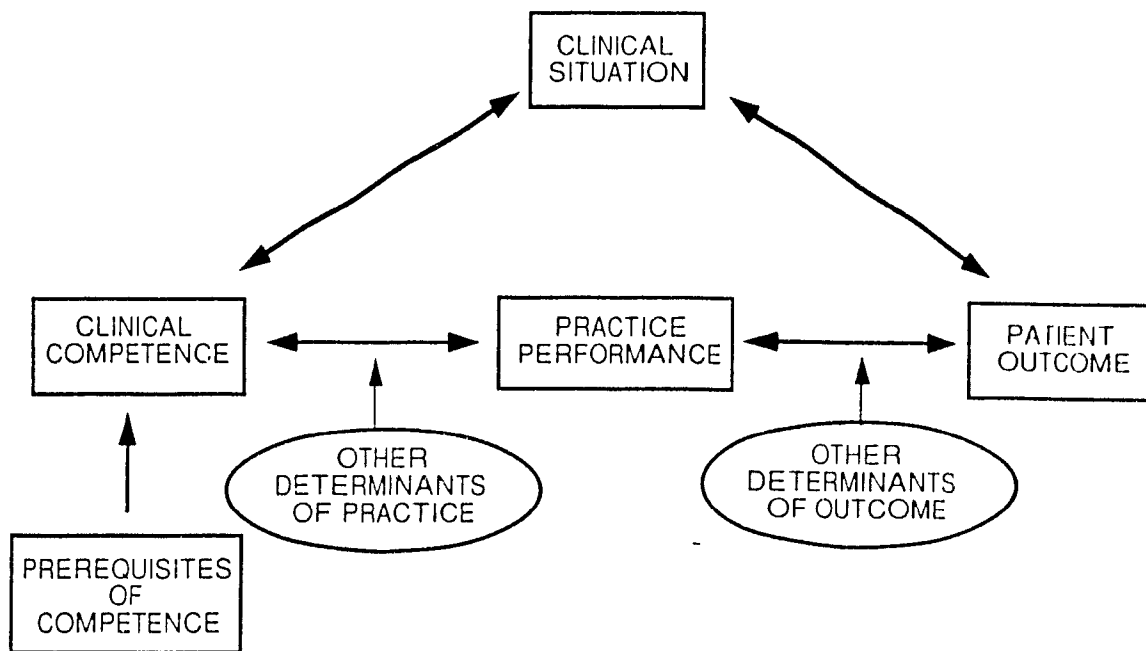 CLINICAL
SITUATION
CLINICAL
COMPETENCE
PRACTICE
PERFORMANCE
PATIENT
OUTCOME
OTHER
DETERMINANTS
OF PRACTICE
OTHER
DETERMINANTS
OF OUTCOME
PREREQUISITES
OF
COMPETENCE